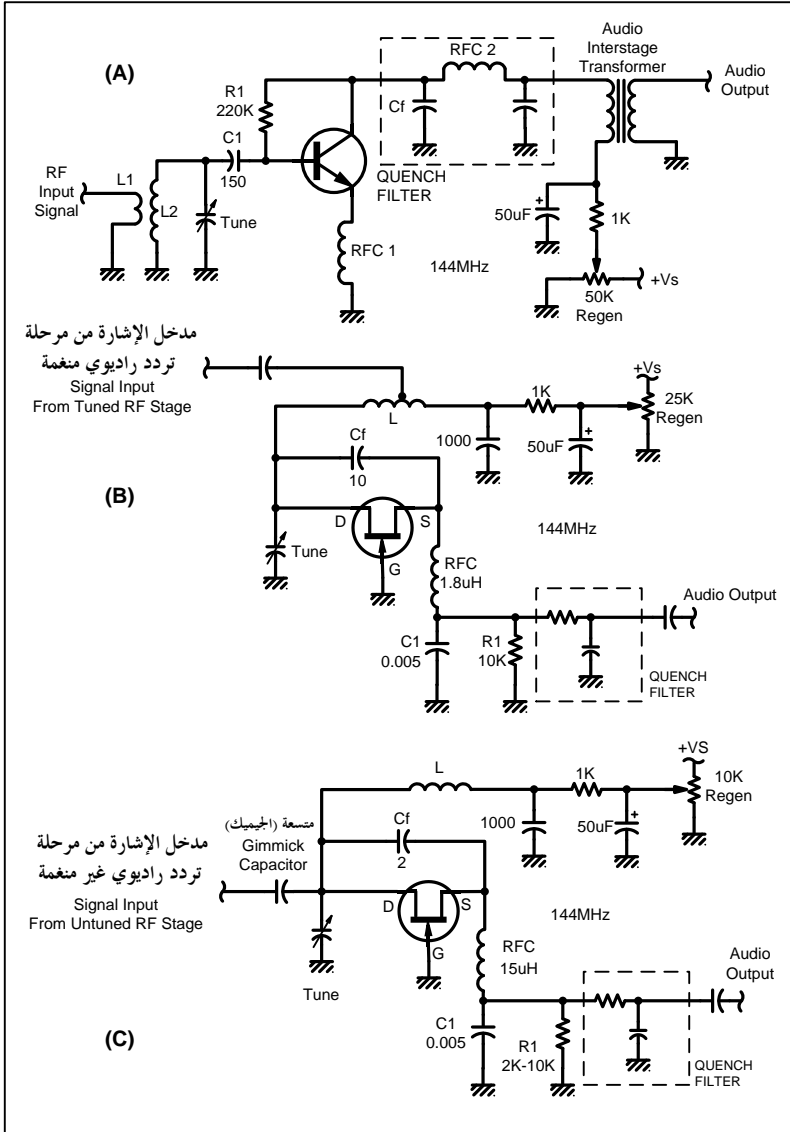 (A)
RFC 2
Audio
Interstage
Transformer
Audio
Output
R1
220K
Cf
C1
150
QUENCH
FILTER
RF
Input
Signal
L1
L2
Tune
RFC 1
50uF
+
1K
144MHz
+Vs
50K
Regen
مدخل الإشارة من مرحلة
تردد راديوي منغمة
Signal Input
From Tuned RF Stage
+Vs
1K
25K
Regen
L
1000
50uF
+
Cf
10
(B)
D
S
G
144MHz
Tune
RFC
1.8uH
Audio Output
C1
0.005
R1
10K
QUENCH
FILTER
+VS
L
1K
10K
Regen
متسعة (الجيميك)
Gimmick
Capacitor
Cf
2
1000
50uF
+
مدخل الإشارة من مرحلة
تردد راديوي غير منغمة
Signal Input
From Untuned RF Stage
D
S
G
144MHz
Tune
RFC
15uH
Audio
Output
C1
0.005
R1
2K-10K
QUENCH
FILTER
(C)